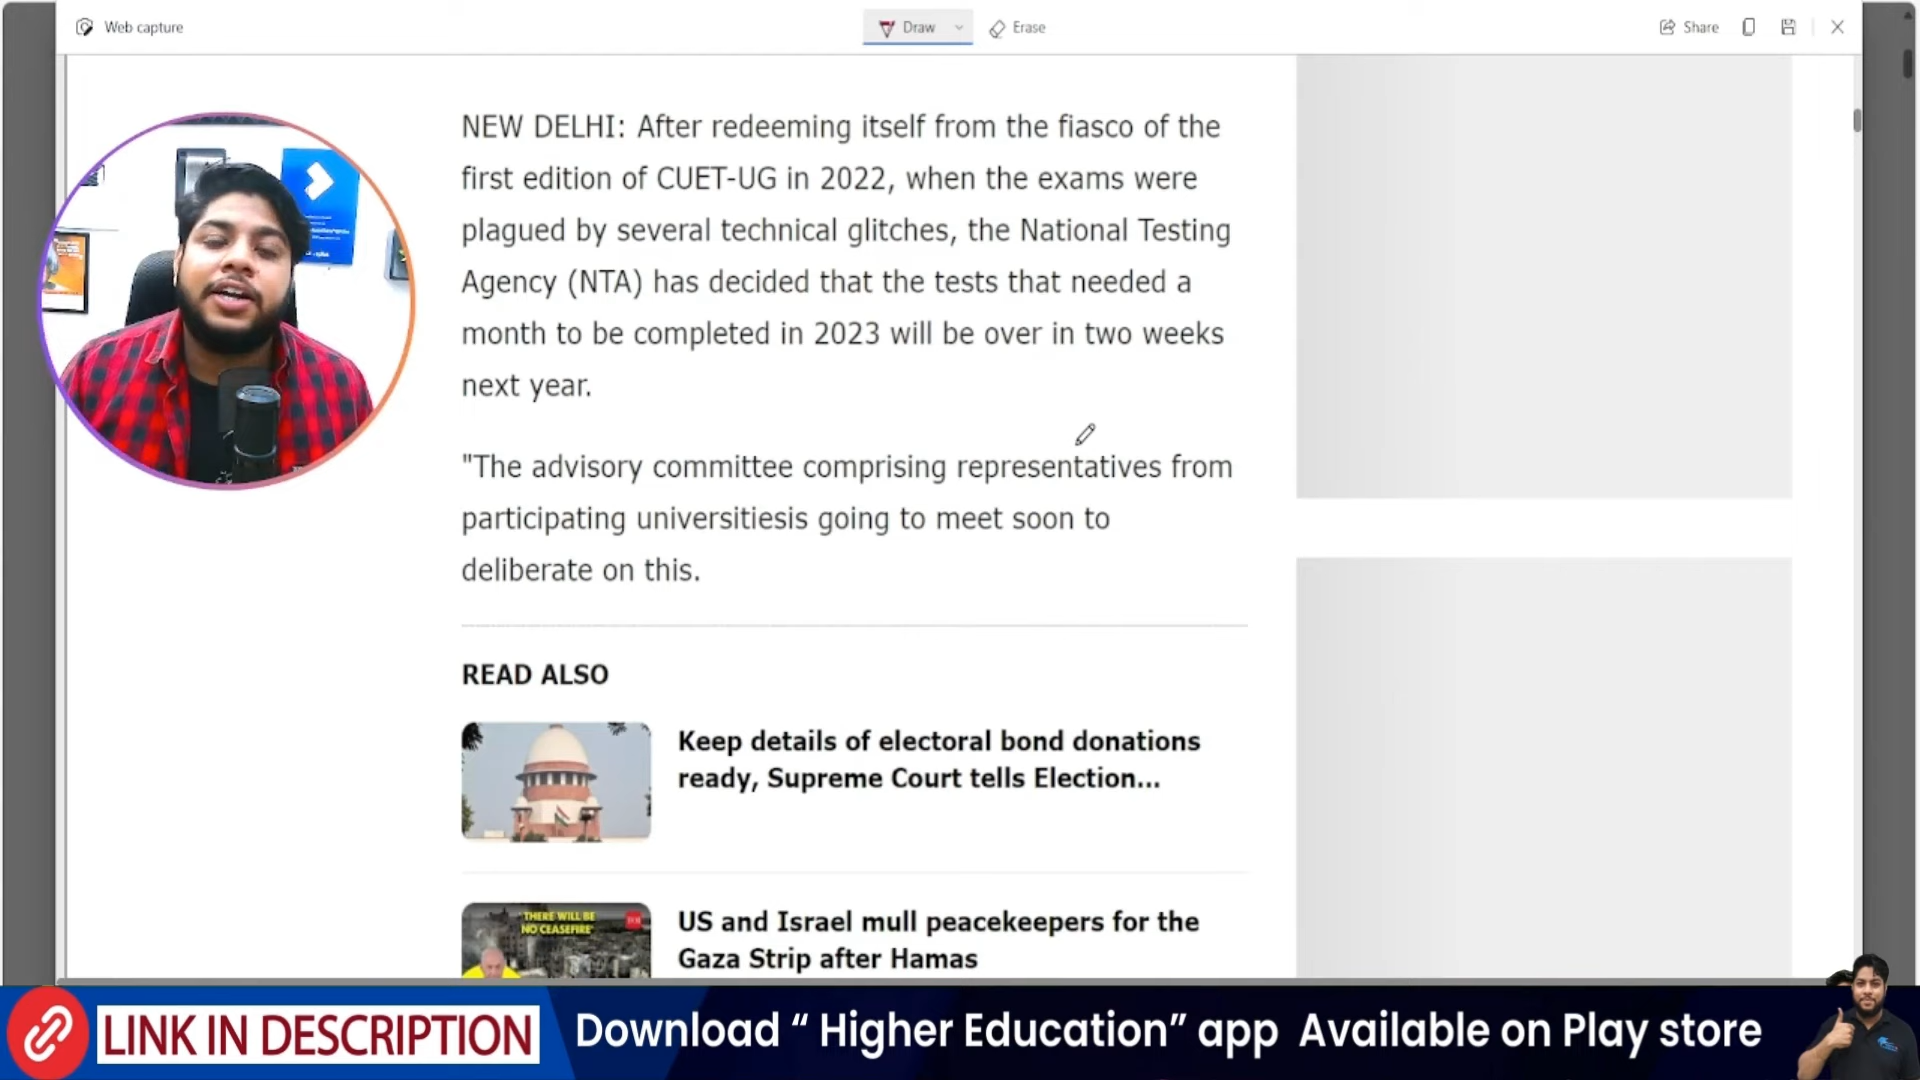 Web capture
Draw
Erase
Share
NEW DELHI: After redeeming itself from the fiasco of the
first edition of CUET-UG in 2022, when the exams were
plagued by several technical glitches, the National Testing
Agency (NTA) has decided that the tests that needed a
month to be completed in 2023 will be over in two weeks
next year.
"The advisory committee comprising representatives from
participating universitiesis going to meet soon to
deliberate on this.
READ ALSO
Keep details of electoral bond donations
ready, Supreme Court tells Election...
THERE WILL BE
NO CEASEFIRE'
US and Israel mull peacekeepers for the
Gaza Strip after Hamas
LINK IN DESCRIPTION
Download “ Higher Education” app Available on Play store